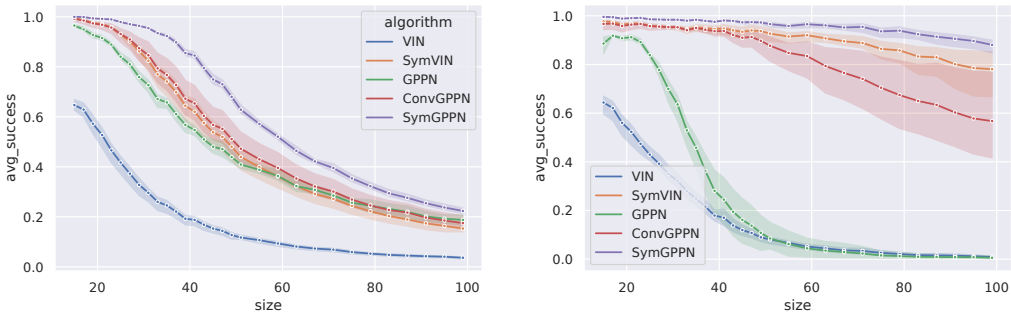 1.0
0.8
0.6
0.4
0.2
0.0
avg_success
20
40
60
80
100
size
algorithm
VIN
SymVIN
GPPN
ConvGPPN
SymGPPN
1.0
0.8
0.6
0.4
0.2
0.0
avg_success
20
40
60
80
100
size
VIN
SymVIN
GPPN
ConvGPPN
SymGPPN